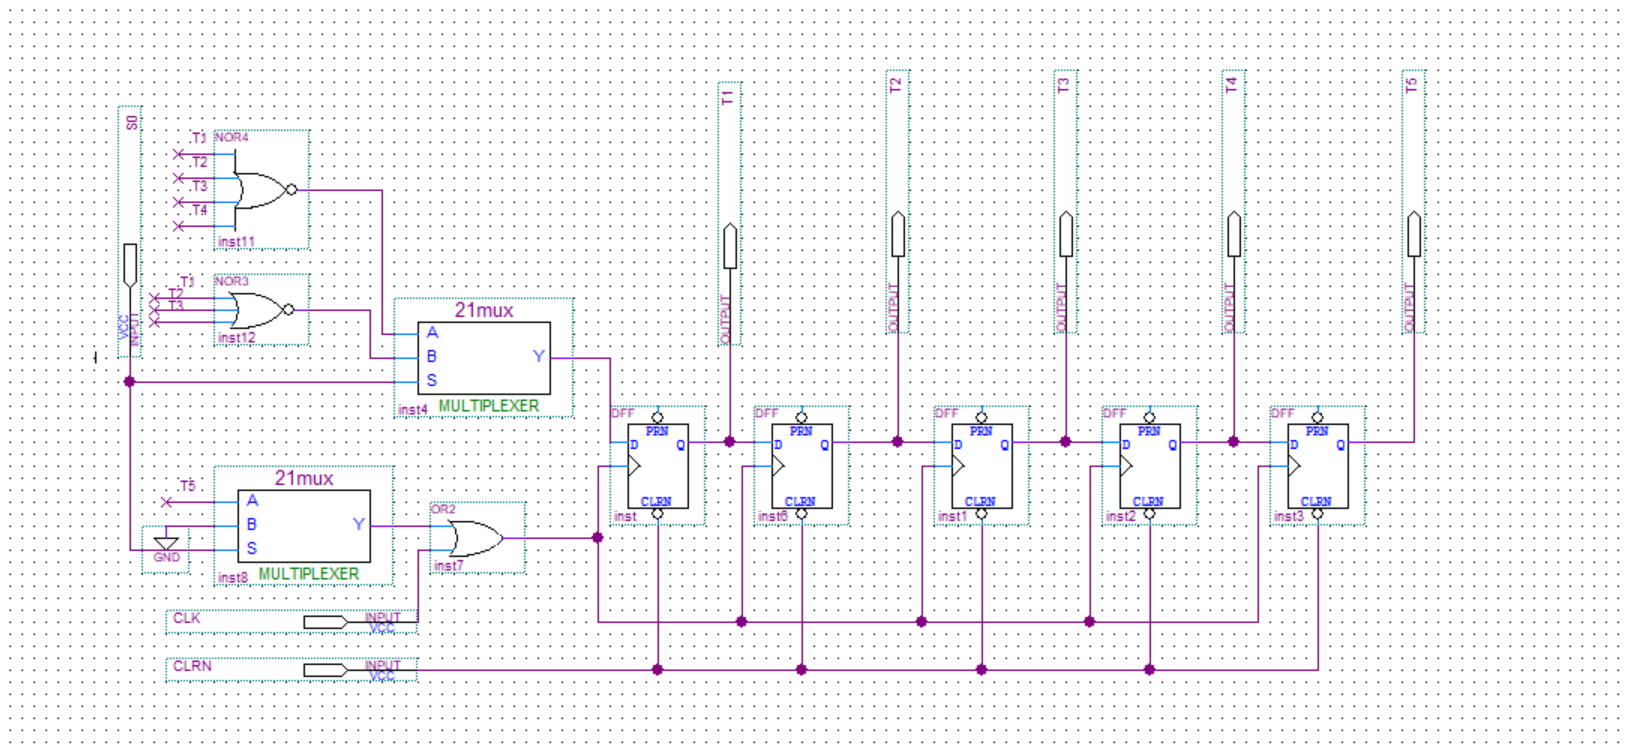 S0
T1
NOR4
T2
T3
T4
inst11
VCC
INPUT
T1
NOR3
T2
T3
inst12
21mux
A
B
Y
S
inst4
MULTIPLEXER
21mux
T5
A
B
Y
S
GND
inst8
MULTIPLEXER
OR2
inst7
CLK
INPUT
VCC
CLRN
INPUT
VCC
T1
OUTPUT
T2
OUTPUT
T3
OUTPUT
T4
OUTPUT
T5
OUTPUT
DFF
PRN
D
Q
CLRN
inst
DFF
PRN
D
Q
CLRN
inst6
DFF
PRN
D
Q
CLRN
inst1
DFF
PRN
D
Q
CLRN
inst2
DFF
PRN
D
Q
CLRN
inst3